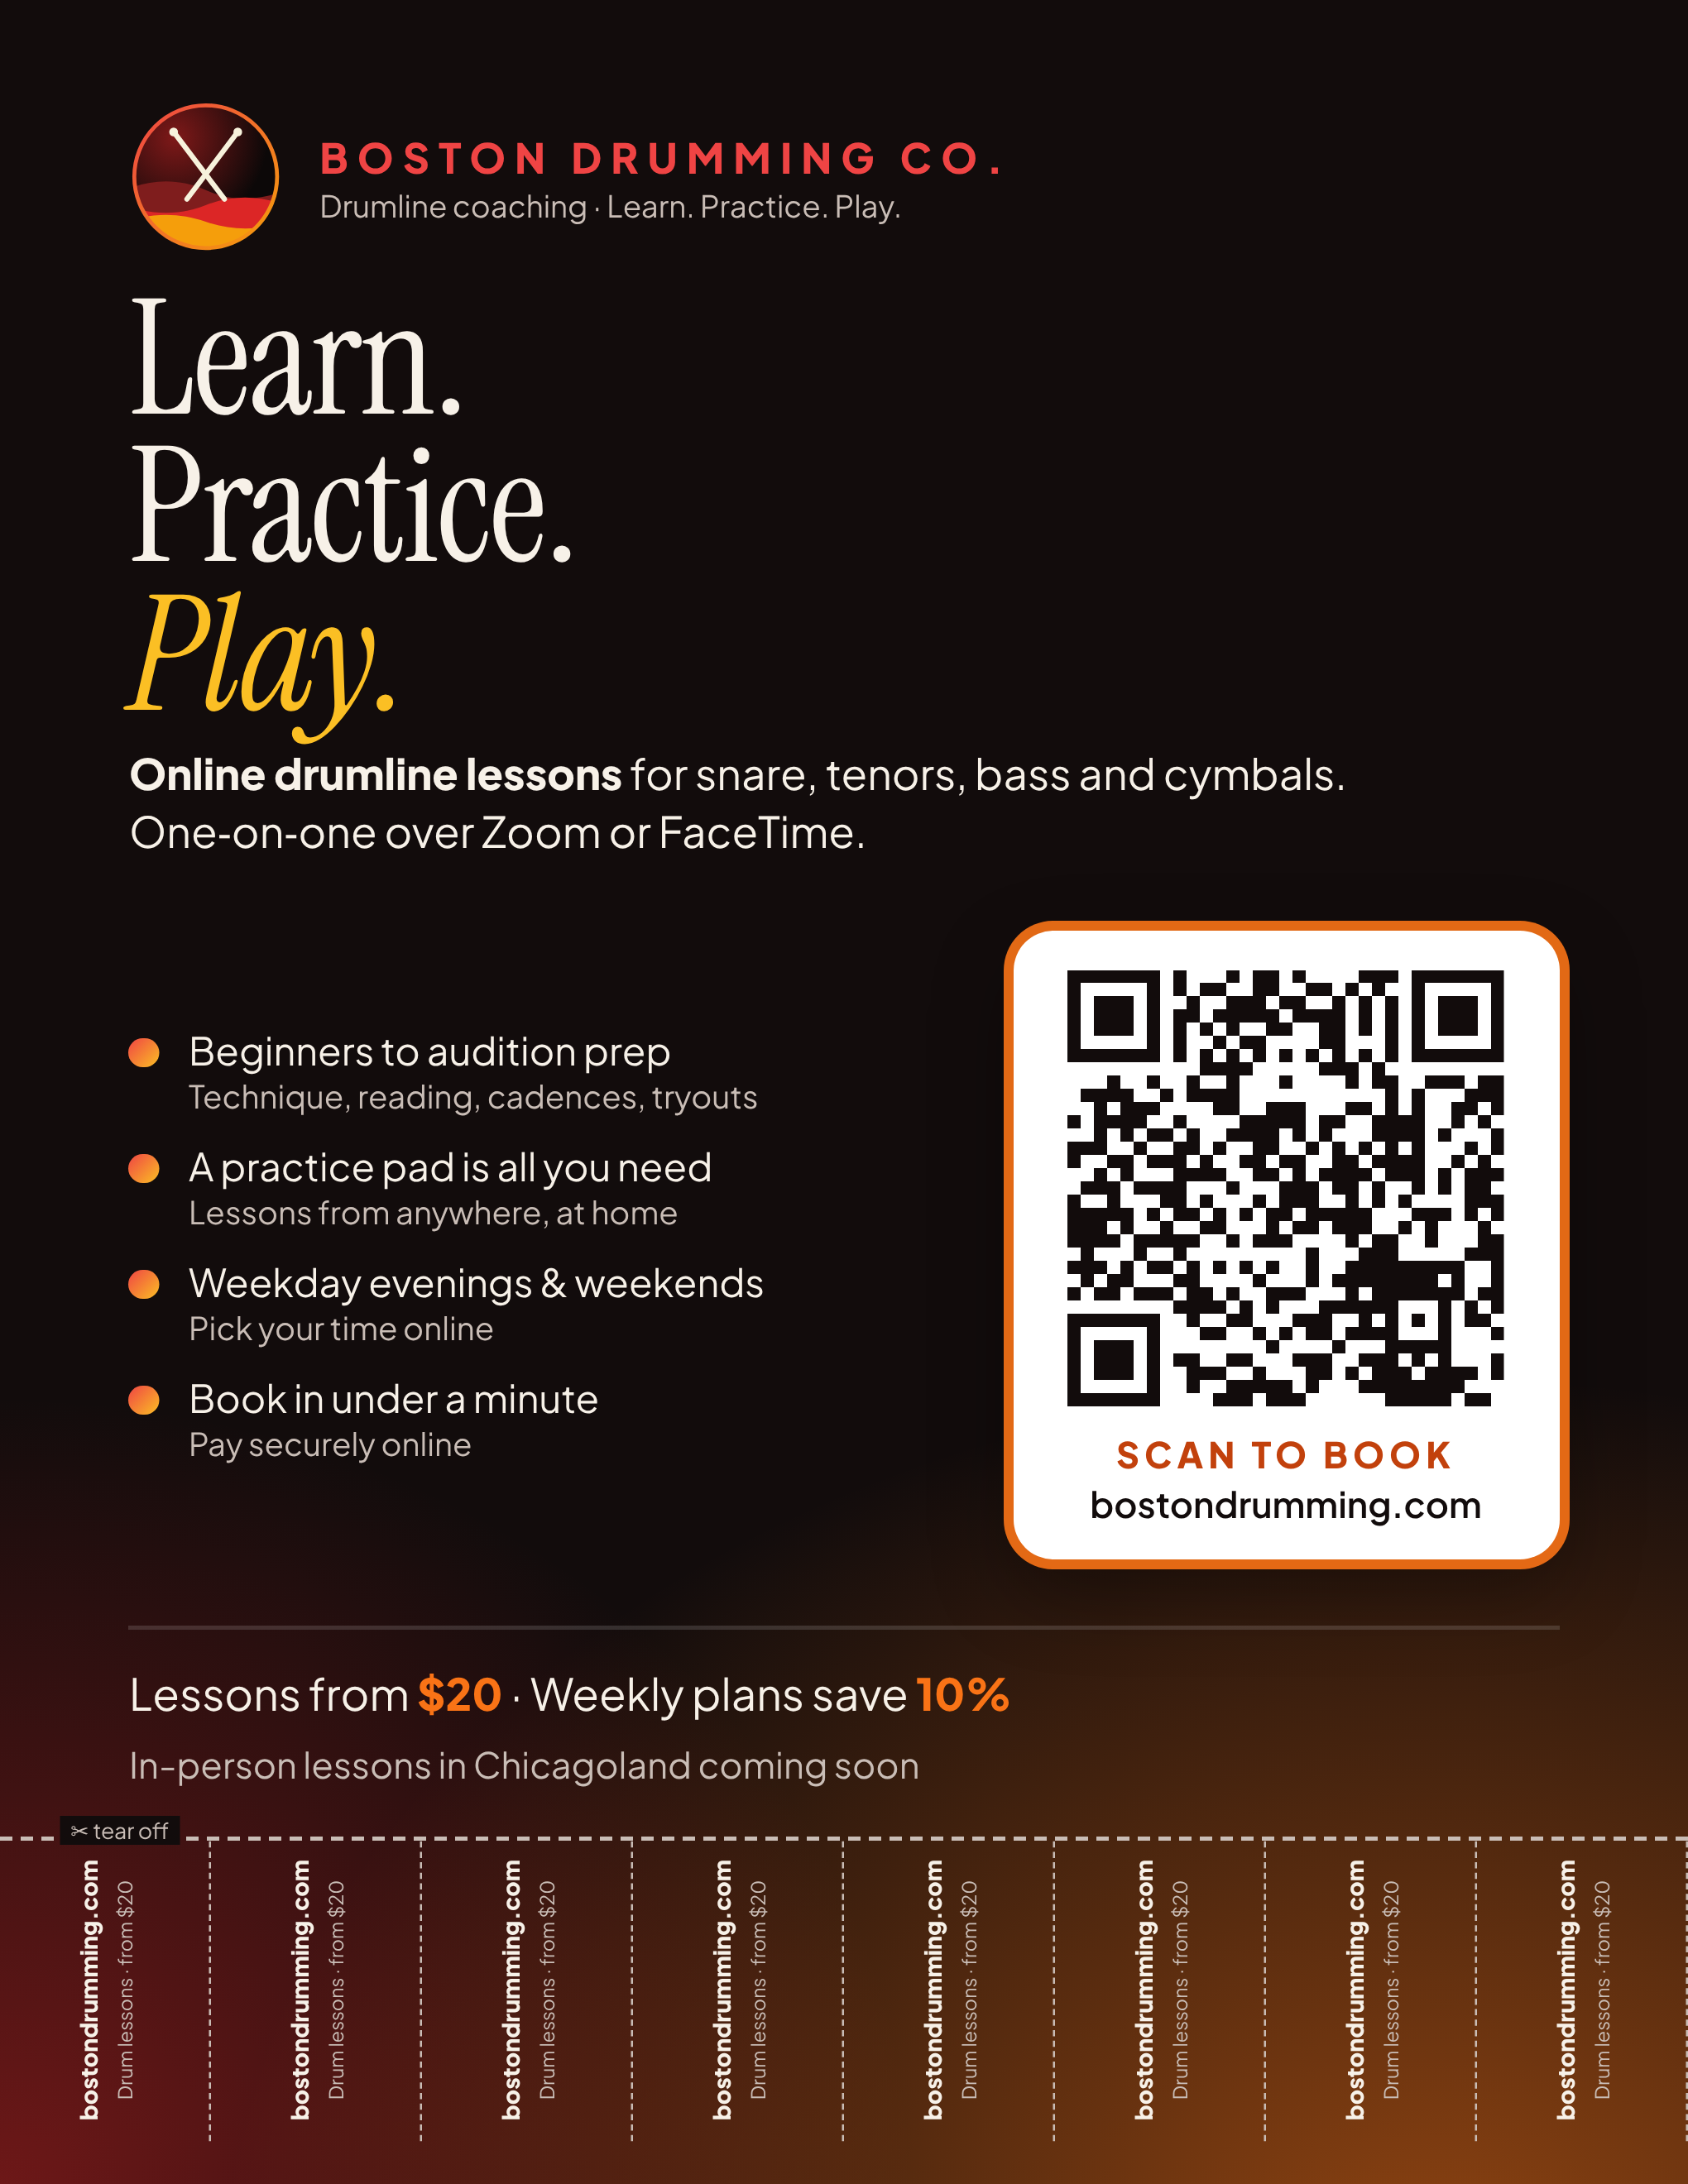 BOSTON DRUMMING CO.
Drumline coaching · Learn. Practice. Play.
Learn.
Practice.
Play.
Online drumline lessons for snare, tenors, bass and cymbals.
One-on-one over Zoom or FaceTime.
Beginners to audition prep
Technique, reading, cadences, tryouts
A practice pad is all you need
Lessons from anywhere, at home
Weekday evenings & weekends
Pick your time online
Book in under a minute
Pay securely online
SCAN TO BOOK
bostondrumming.com
Lessons from $20 · Weekly plans save 10%
In-person lessons in Chicagoland coming soon
✂ tear off
bostondrumming.com
Drum lessons · from $20
bostondrumming.com
Drum lessons · from $20
bostondrumming.com
Drum lessons · from $20
bostondrumming.com
Drum lessons · from $20
bostondrumming.com
Drum lessons · from $20
bostondrumming.com
Drum lessons · from $20
bostondrumming.com
Drum lessons · from $20
bostondrumming.com
Drum lessons · from $20